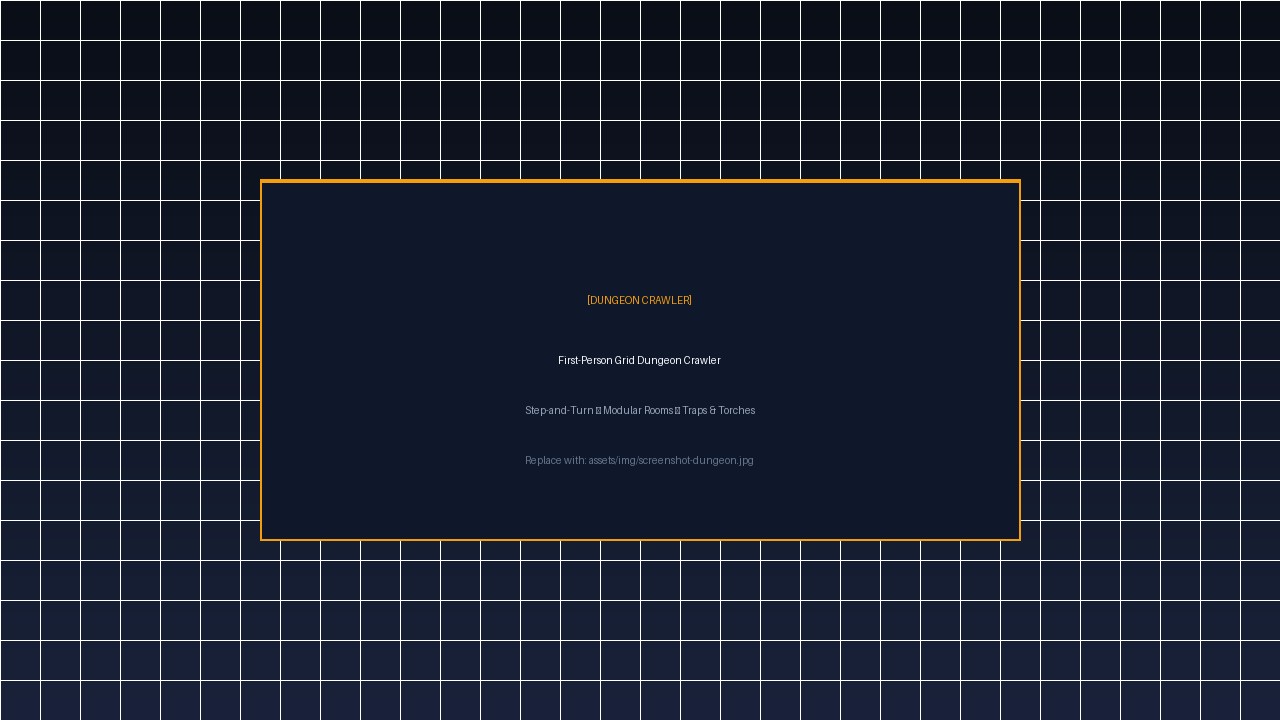 [DUNGEON CRAWLER]
First-Person Grid Dungeon Crawler
Step-and-Turn ▯ Modular Rooms ▯ Traps & Torches
Replace with: assets/img/screenshot-dungeon.jpg